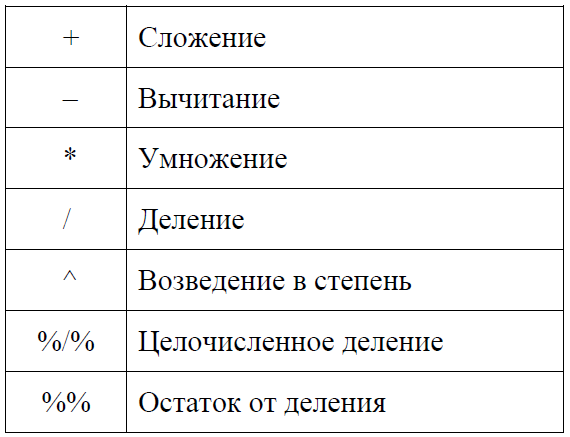 + Сложение
– Вычитание
* Умножение
/ Деление
^ Возведение в степень
%/% Целочисленное деление
%% Остаток от деления